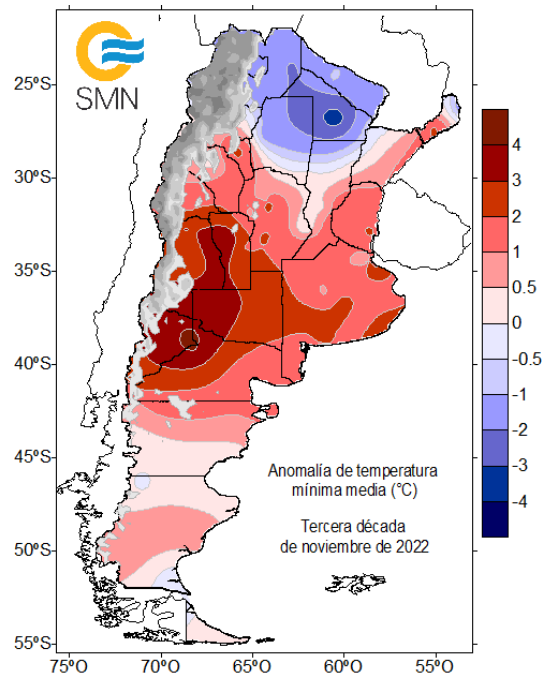 SMN
25ºS
30ºS
35ºS
40ºS
45ºS
50ºS
55ºS
75ºO
70ºO
65ºO
60ºO
55ºO
4
3
2
1
0.5
0
-0.5
-1
-2
-3
-4
Anomalía de temperatura
mínima media (°C)
Tercera década
de noviembre de 2022